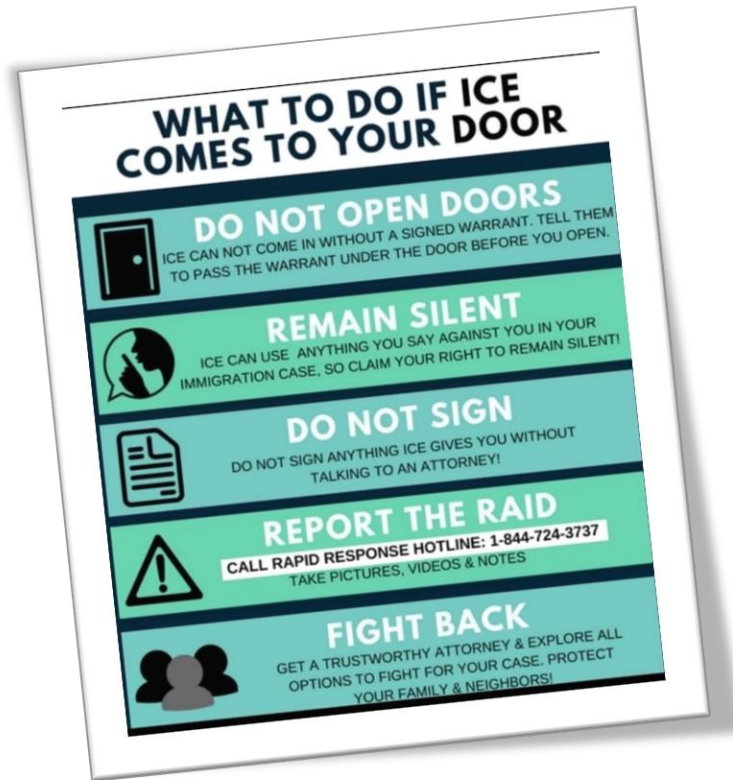 WHAT TO DO IF ICE
COMES TO YOUR DOOR
DO NOT OPEN DOORS
ICE CAN NOT COME IN WITHOUT A SIGNED WARRANT. TELL THEM
TO PASS THE WARRANT UNDER THE DOOR BEFORE YOU OPEN.
REMAIN SILENT
ICE CAN USE ANYTHING YOU SAY AGAINST YOU IN YOUR
IMMIGRATION CASE, SO CLAIM YOUR RIGHT TO REMAIN SILENT!
DO NOT SIGN
DO NOT SIGN ANYTHING ICE GIVES YOU WITHOUT
TALKING TO AN ATTORNEY!
REPORT THE RAID
CALL RAPID RESPONSE HOTLINE: 1-844-724-3737
TAKE PICTURES, VIDEOS & NOTES
FIGHT BACK
GET A TRUSTWORTHY ATTORNEY & EXPLORE ALL
OPTIONS TO FIGHT FOR YOUR CASE. PROTECT
YOUR FAMILY & NEIGHBORS!